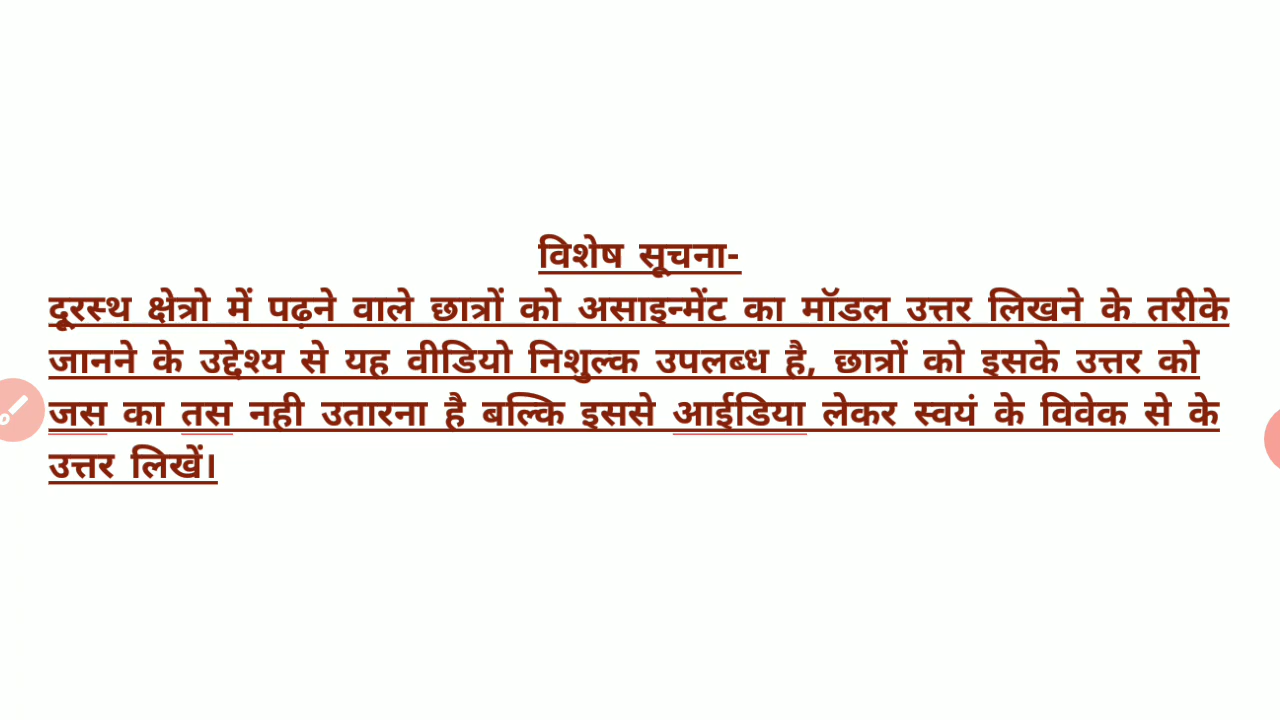 विशेष सूचना-
दूरस्थ क्षेत्रो में पढ़ने वाले छात्रों को असाइन्मेंट का मॉडल उत्तर लिखने के तरीके
जानने के उद्देश्य से यह वीडियो निशुल्क उपलब्ध है, छात्रों को इसके उत्तर को
जस का तस नही उतारना है बल्कि इससे आईडिया लेकर स्वयं के विवेक से के
उत्तर लिखें।